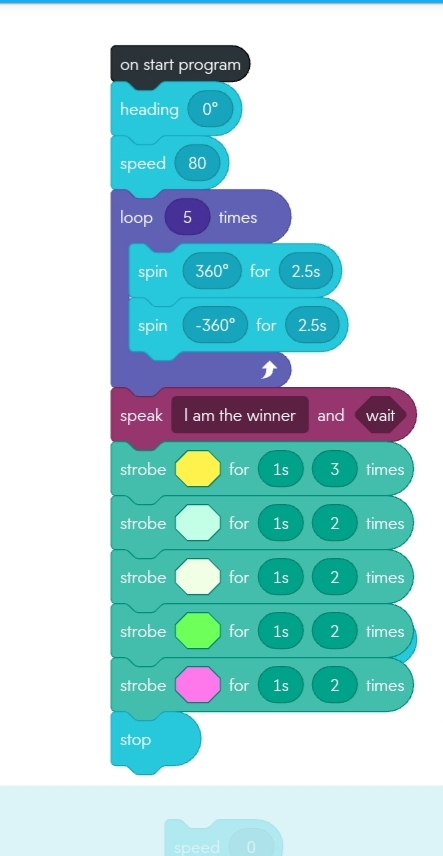 on start program
heading 0°
speed 80
loop 5 times
spin 360° for 2.5s
spin -360° for 2.5s
speak I am the winner and wait
strobe for 1s 3 times
strobe for 1s 2 times
strobe for 1s 2 times
strobe for 1s 2 times
strobe for 1s 2 times
stop
speed 0